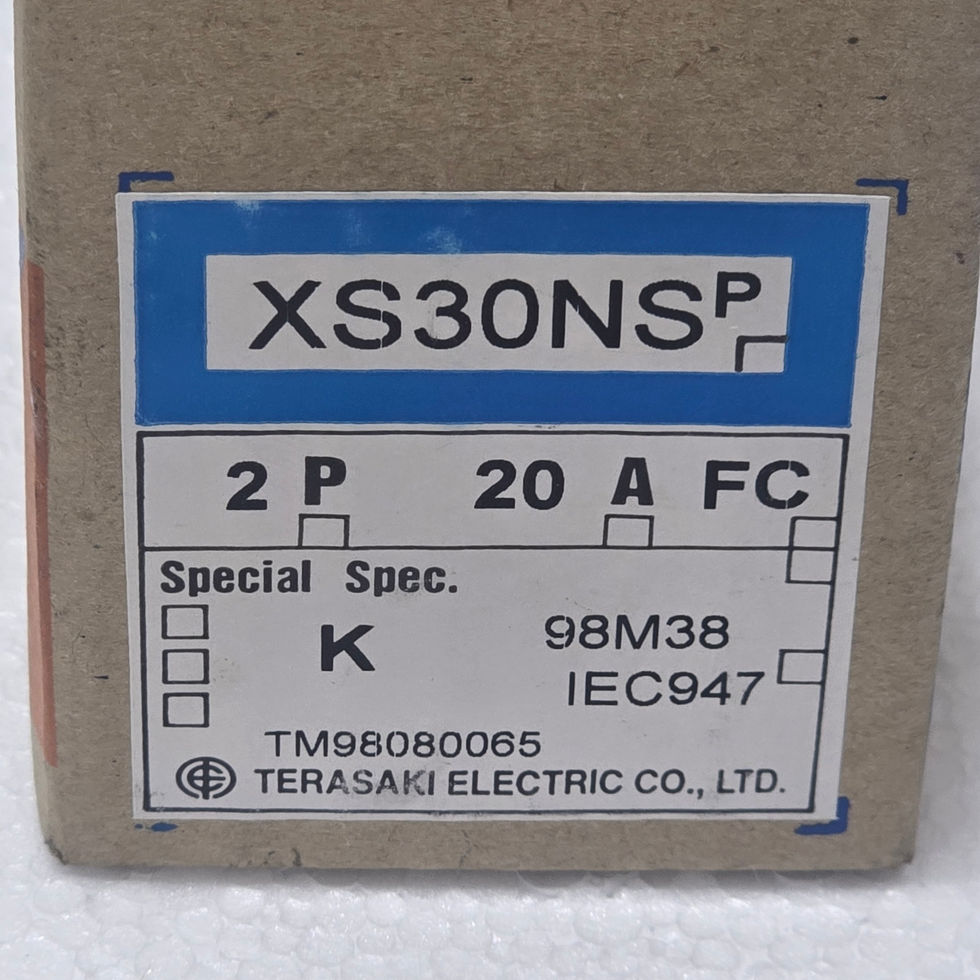 XS30NSP
2 P 20 A FC
Special Spec.
K 98M38
IEC947
TM98080065
TERASAKI ELECTRIC CO., LTD.